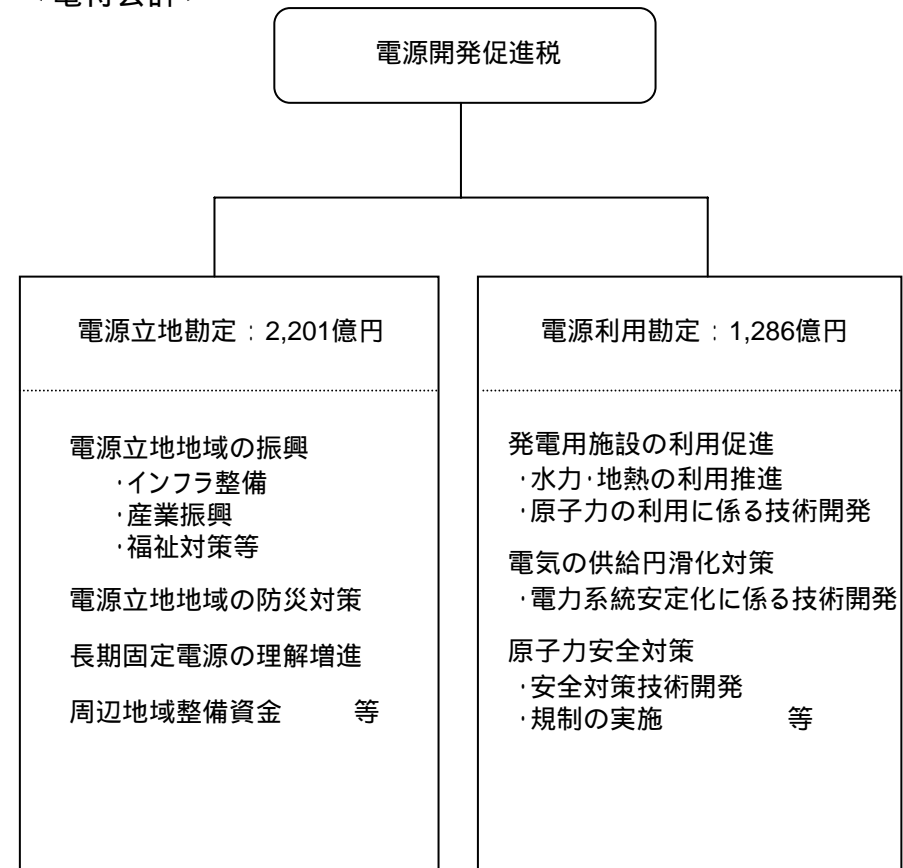 電源開発促進税
電源立地勘定：2,201億円
電源立地地域の振興
・インフラ整備
・産業振興
・福祉対策等
電源立地地域の防災対策
長期固定電源の理解増進
周辺地域整備資金　　等
電源利用勘定：1,286億円
発電用施設の利用促進
・水力・地熱の利用推進
・原子力の利用に係る技術開発
電気の供給円滑化対策
・電力系統安定化に係る技術開発
原子力安全対策
・安全対策技術開発
・規制の実施　　　　等